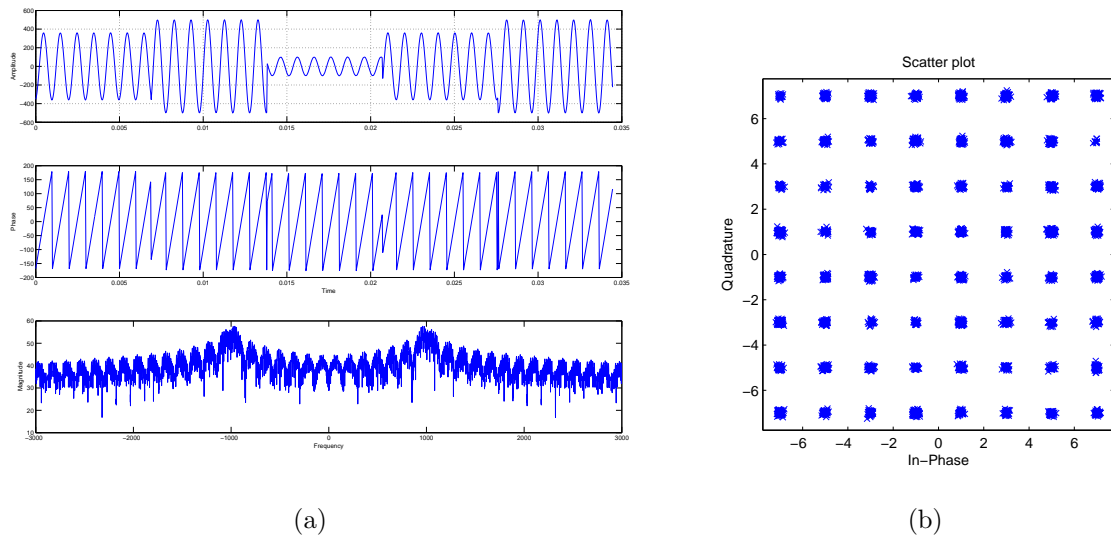 600
400
200
0
−200
−400
−600
Amplitude
0 0.005 0.01 0.015 0.02 0.025 0.03 0.035
200
150
100
50
0
−50
−100
−150
−200
Phase
0 0.005 0.01 0.015 0.02 0.025 0.03 0.035
Time
60
50
40
30
20
10
Magnitude
−3000 −2000 −1000 0 1000 2000 3000
Frequency
(a)
Scatter plot
6
4
2
0
−2
−4
−6
Quadrature
−6 −4 −2 0 2 4 6
In−Phase
(b)